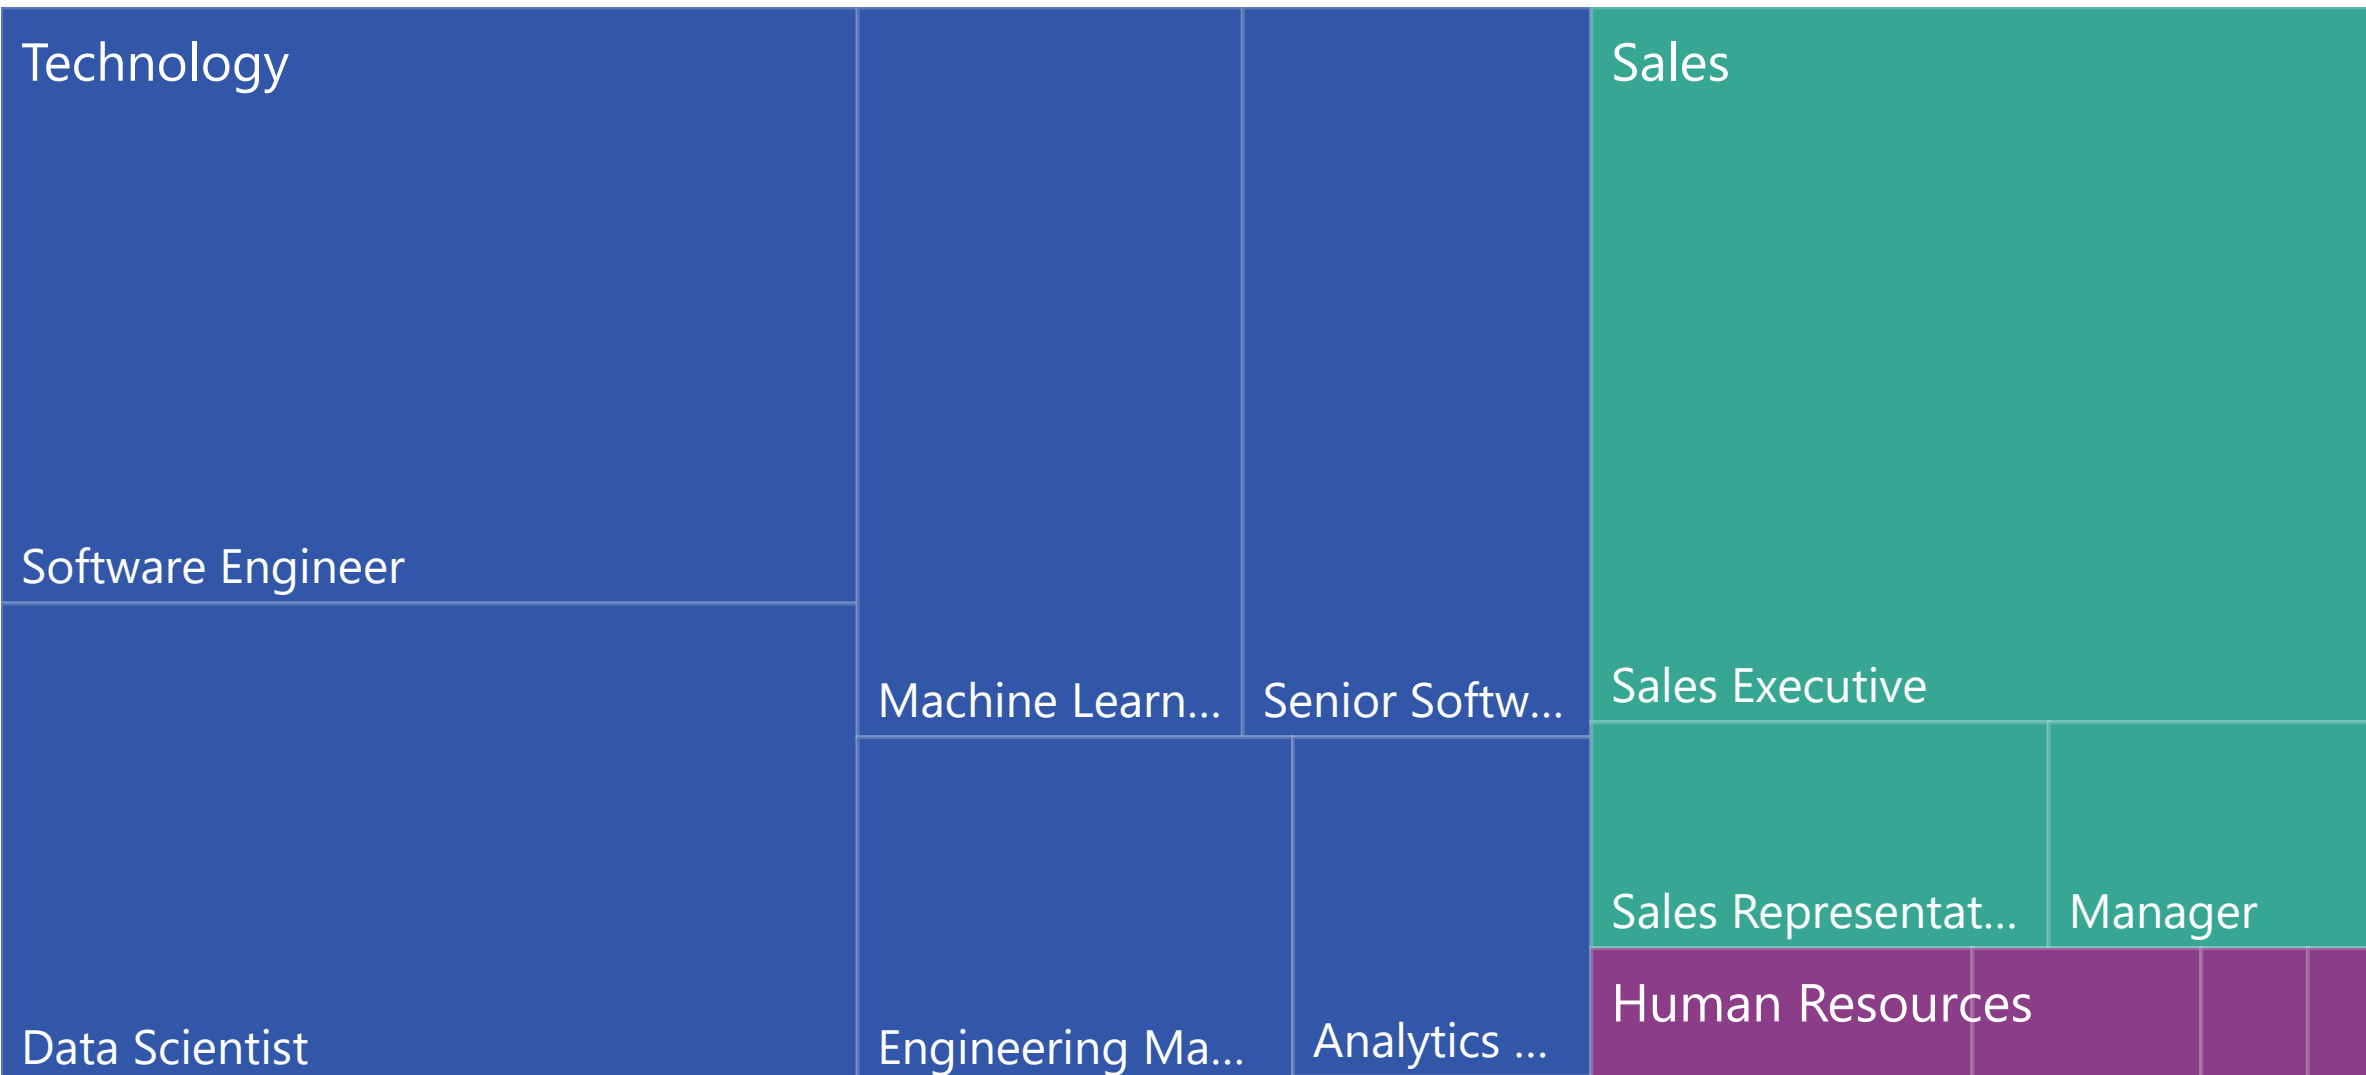 Technology
Software Engineer
Data Scientist
Machine Learn...
Senior Softw...
Engineering Ma...
Analytics ...
Sales
Sales Executive
Sales Representat...
Manager
Human Resources